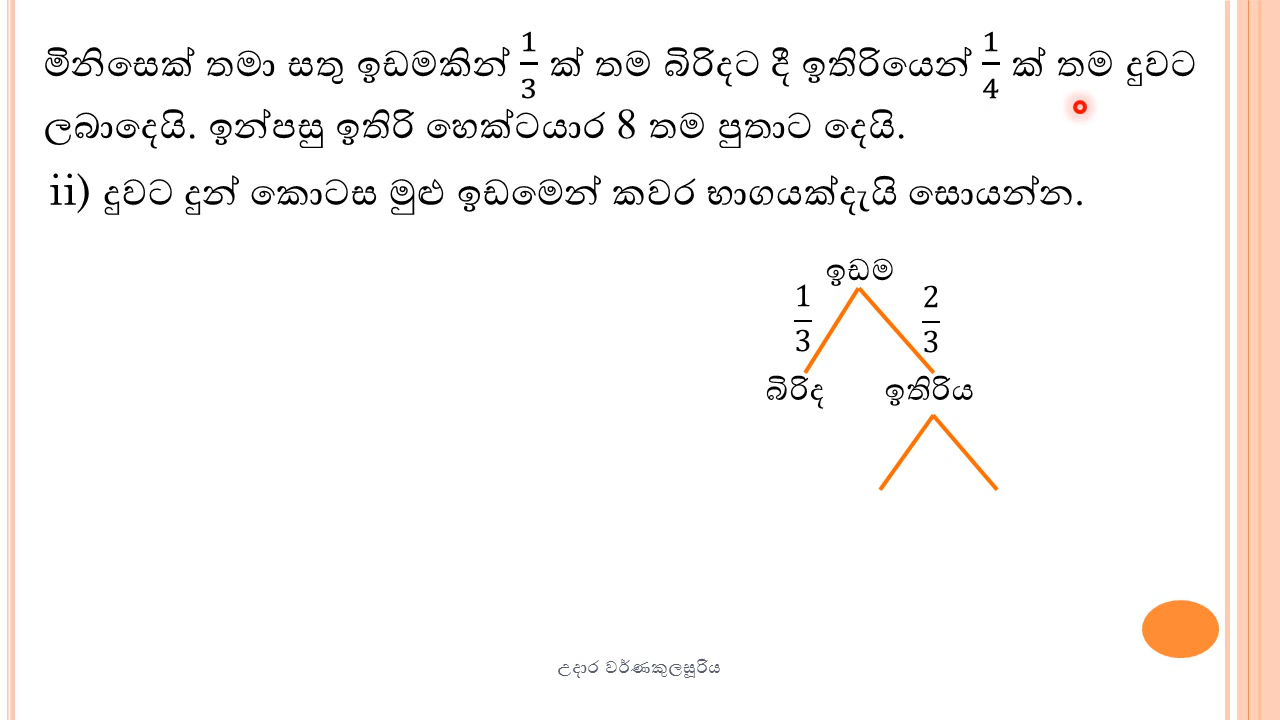 මිනිසෙක් තමා සතු ඉඩමකින් 1/3 ක් තම බිරිදට දී ඉතිරියෙන් 1/4 ක් තම දුවට
ලබාදෙයි. ඉන්පසු ඉතිරි හෙක්ටයාර 8 තම පුතාට දෙයි.
ii) දුවට දුන් කොටස මුළු ඉඩමෙන් කවර භාගයක්දැයි සොයන්න.
ඉඩම
1/3 2/3
බිරිද ඉතිරිය
උදාර වර්ණකුලසූරිය